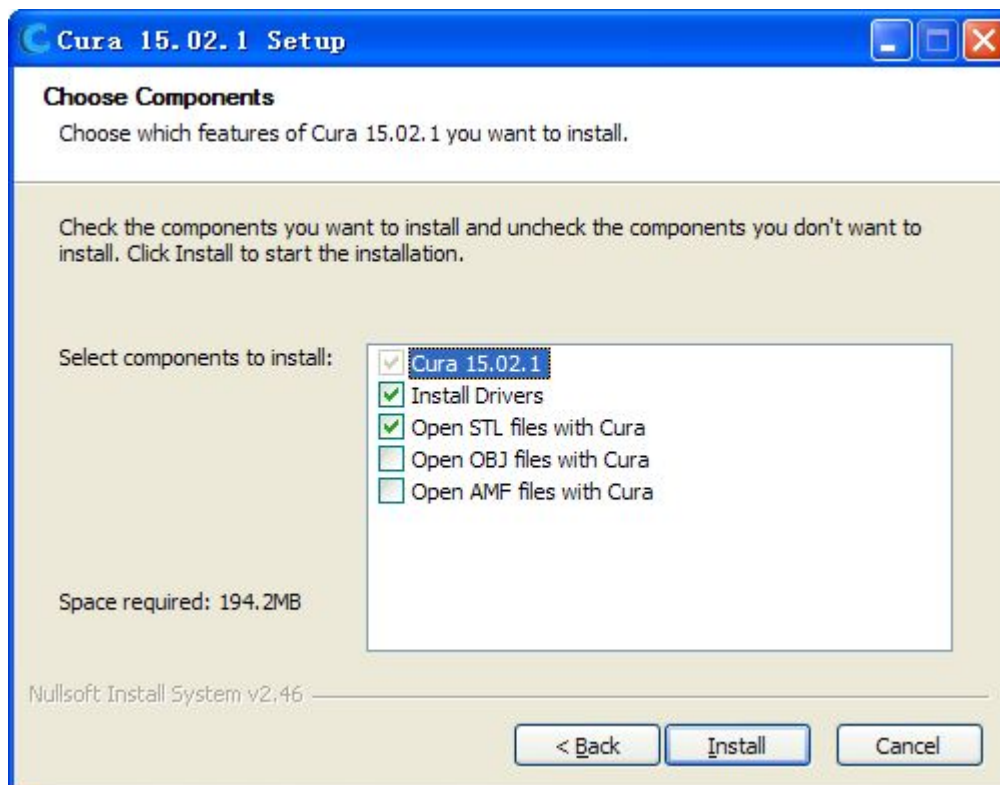 Cura 15.02.1 Setup
Choose Components
Choose which features of Cura 15.02.1 you want to install.
Check the components you want to install and uncheck the components you don't want to
install. Click Install to start the installation.
Select components to install:
Cura 15.02.1
Install Drivers
Open STL files with Cura
Open OBJ files with Cura
Open AMF files with Cura
Space required: 194.2MB
Nullsoft Install System v2.46
< Back
Install
Cancel